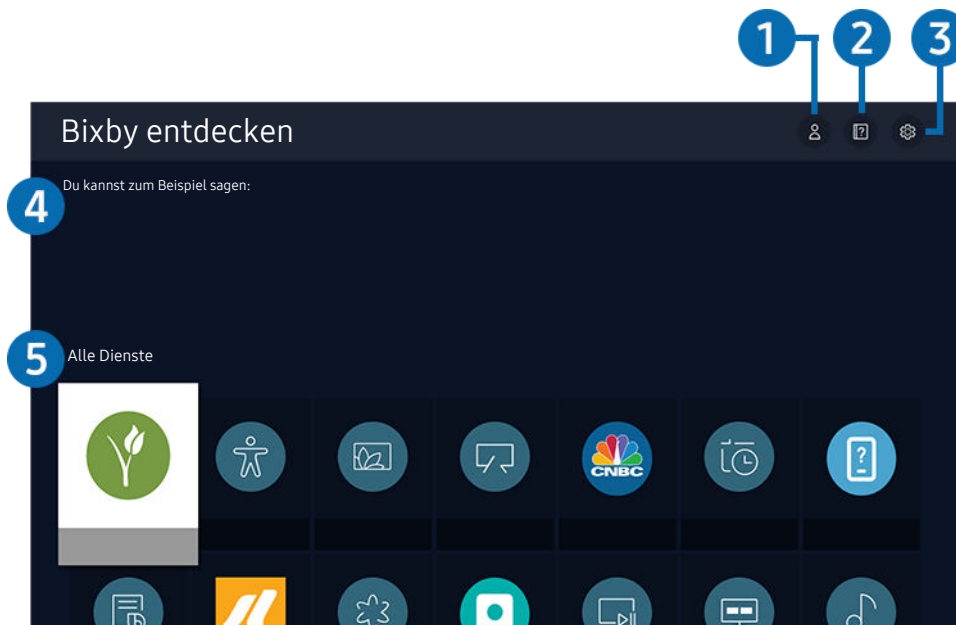 1 2 3
Bixby entdecken
?
4 Du kannst zum Beispiel sagen:
5 Alle Dienste
CNBC
?